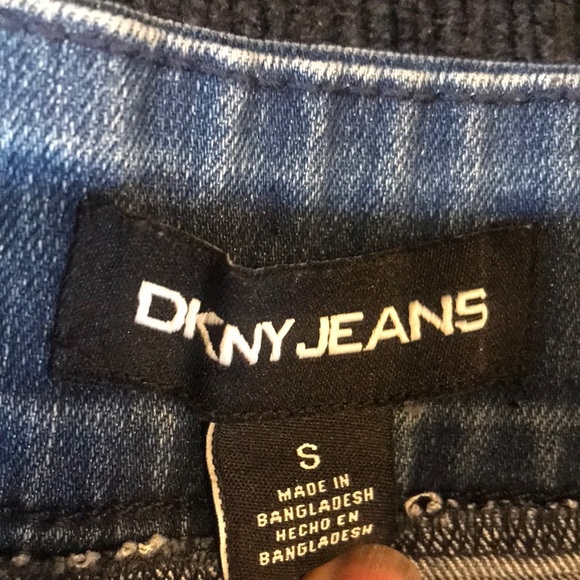 DKNY JEANS
S
MADE IN
BANGLADESH
HECHO EN
BANGLADESH